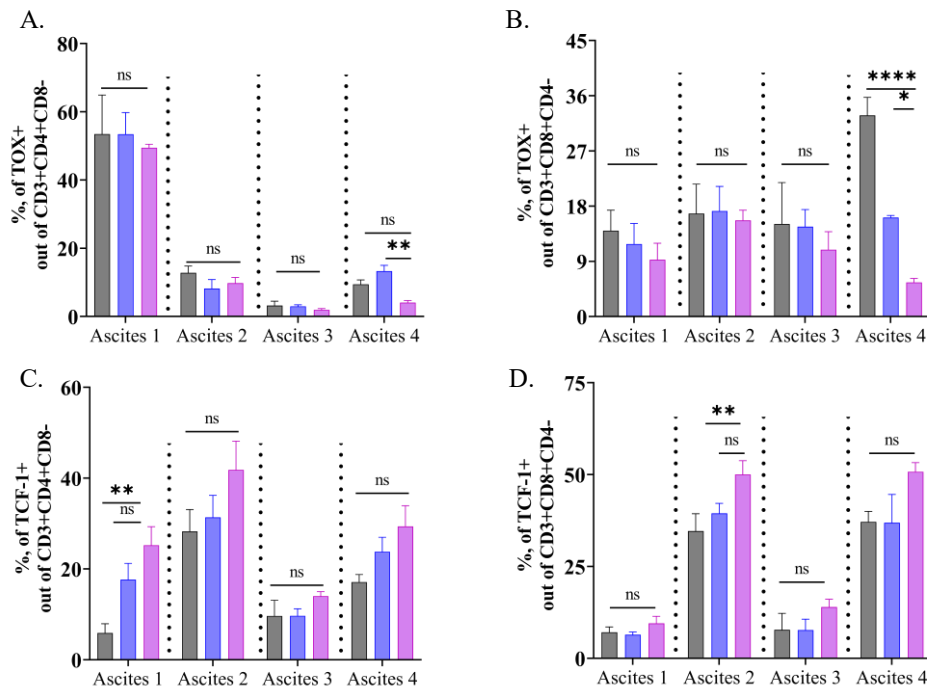 A.
%, of TOX+
out of CD3+CD4+CD8-
80
60
40
20
0
ns
ns
ns
ns
**
Ascites 1
Ascites 2
Ascites 3
Ascites 4
B.
%, of TOX+
out of CD3+CD8+CD4-
45
36
27
18
9
0
ns
ns
ns
****
*
Ascites 1
Ascites 2
Ascites 3
Ascites 4
C.
%, of TCF-1+
out of CD3+CD4+CD8-
60
40
20
0
**
ns
ns
ns
ns
Ascites 1
Ascites 2
Ascites 3
Ascites 4
D.
%, of TCF-1+
out of CD3+CD8+CD4-
75
50
25
0
ns
**
ns
ns
ns
Ascites 1
Ascites 2
Ascites 3
Ascites 4